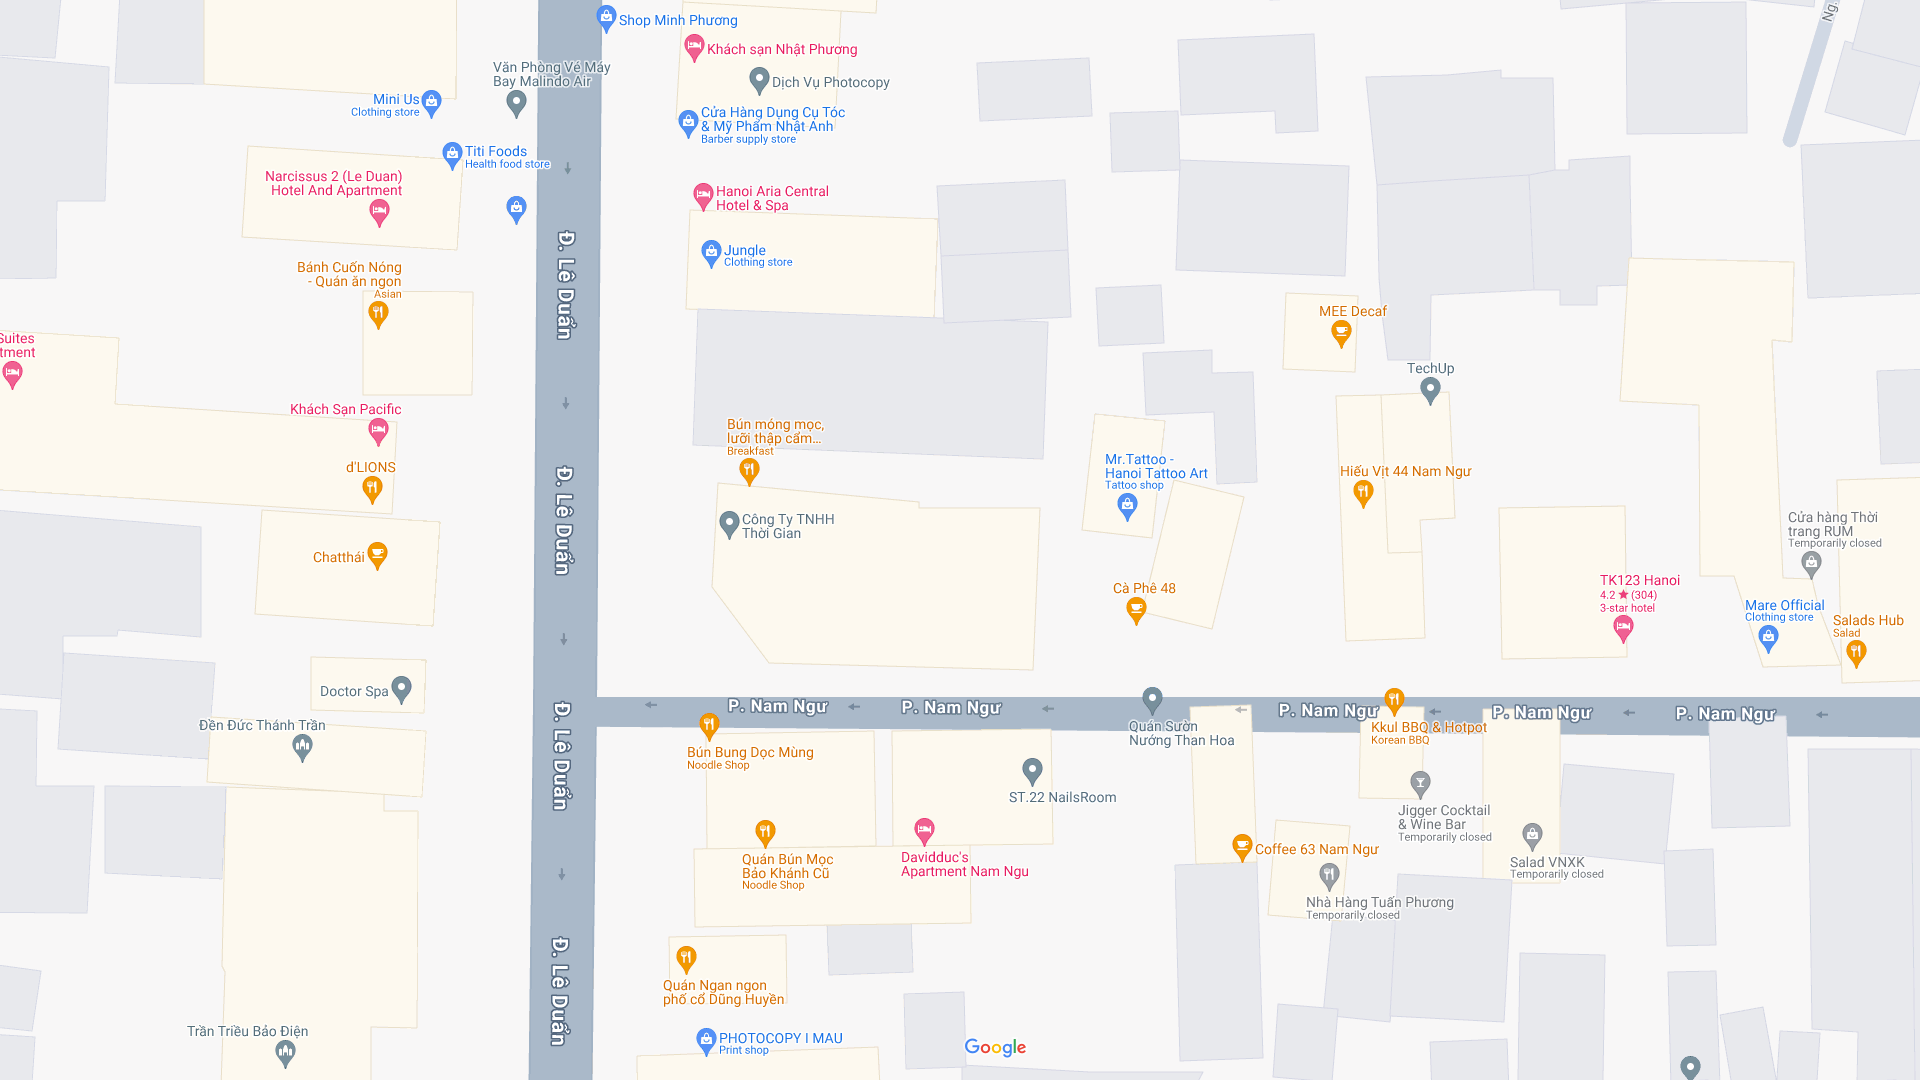 Shop Minh Phương
Khách sạn Nhật Phương
Dịch Vụ Photocopy
Văn Phòng Vé Máy
Bay Malindo Air
Mini Us
Clothing store
Cửa Hàng Dụng Cụ Tóc
& Mỹ Phẩm Nhật Anh
Barber supply store
Titi Foods
Health food store
Narcissus 2 (Le Duan)
Hotel And Apartment
Hanoi Aria Central
Hotel & Spa
Jungle
Clothing store
Đ. Lê Duẩn
Bánh Cuốn Nóng
- Quán ăn ngon
Asian
MEE Decaf
Suites
tment
TechUp
Khách Sạn Pacific
d'LIONS
Bún móng mọc,
lưỡi thập cẩm...
Breakfast
Mr.Tattoo -
Hanoi Tattoo Art
Tattoo shop
Hiếu Vịt 44 Nam Ngư
Đ. Lê Duẩn
Công Ty TNHH
Thời Gian
Cửa hàng Thời
trang RUM
Temporarily closed
Chatthái
Cà Phê 48
TK123 Hanoi
4.2 ★ (304)
3-star hotel
Mare Official
Clothing store
Salads Hub
Salad
Doctor Spa
Đền Đức Thánh Trần
Đ. Lê Duẩn
P. Nam Ngư
P. Nam Ngư
P. Nam Ngư
P. Nam Ngư
P. Nam Ngư
Quán Sườn
Nướng Than Hoa
Kkul BBQ & Hotpot
Korean BBQ
Bún Bung Dọc Mùng
Noodle Shop
ST.22 NailsRoom
Jigger Cocktail
& Wine Bar
Temporarily closed
Quán Bún Mọc
Bảo Khánh Cũ
Noodle Shop
Davidduc's
Apartment Nam Ngu
Coffee 63 Nam Ngư
Salad VNXK
Temporarily closed
Nhà Hàng Tuấn Phương
Temporarily closed
Đ. Lê Duẩn
Quán Ngan ngon
phố cổ Dũng Huyền
Trần Triều Bảo Điện
PHOTOCOPY I MAU
Print shop
Google
Ng.